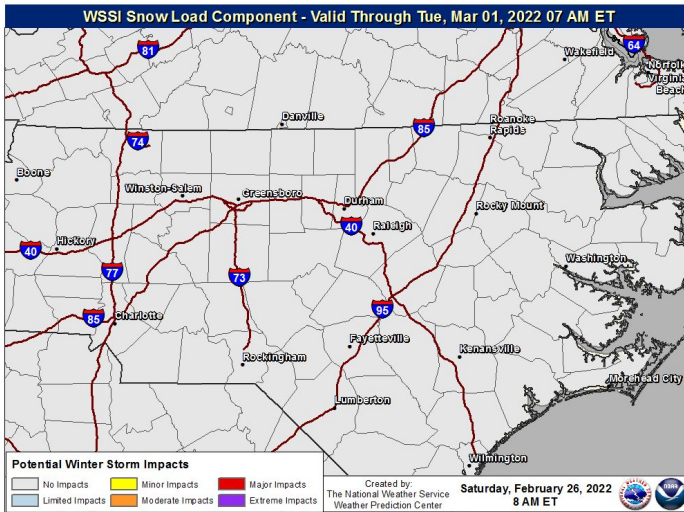 WSSI Snow Load Component - Valid Through Tue, Mar 01, 2022 07 AM ET
81
64
Wakefield
Norfolk
Virginia
Beach
Danville
Roanoke
Rapids
85
74
Boone
Winston-Salem
Greensboro
Durham
Rocky Mount
40
Raleigh
Hickory
40
Washington
77
73
95
85
Charlotte
Fayetteville
Kenansville
Rockingham
Morehead City
Lumberton
Wilmington
Potential Winter Storm Impacts
No Impacts
Minor Impacts
Major Impacts
Limited Impacts
Moderate Impacts
Extreme Impacts
Created by:
The National Weather Service
Weather Prediction Center
Saturday, February 26, 2022
8 AM ET
NOAA